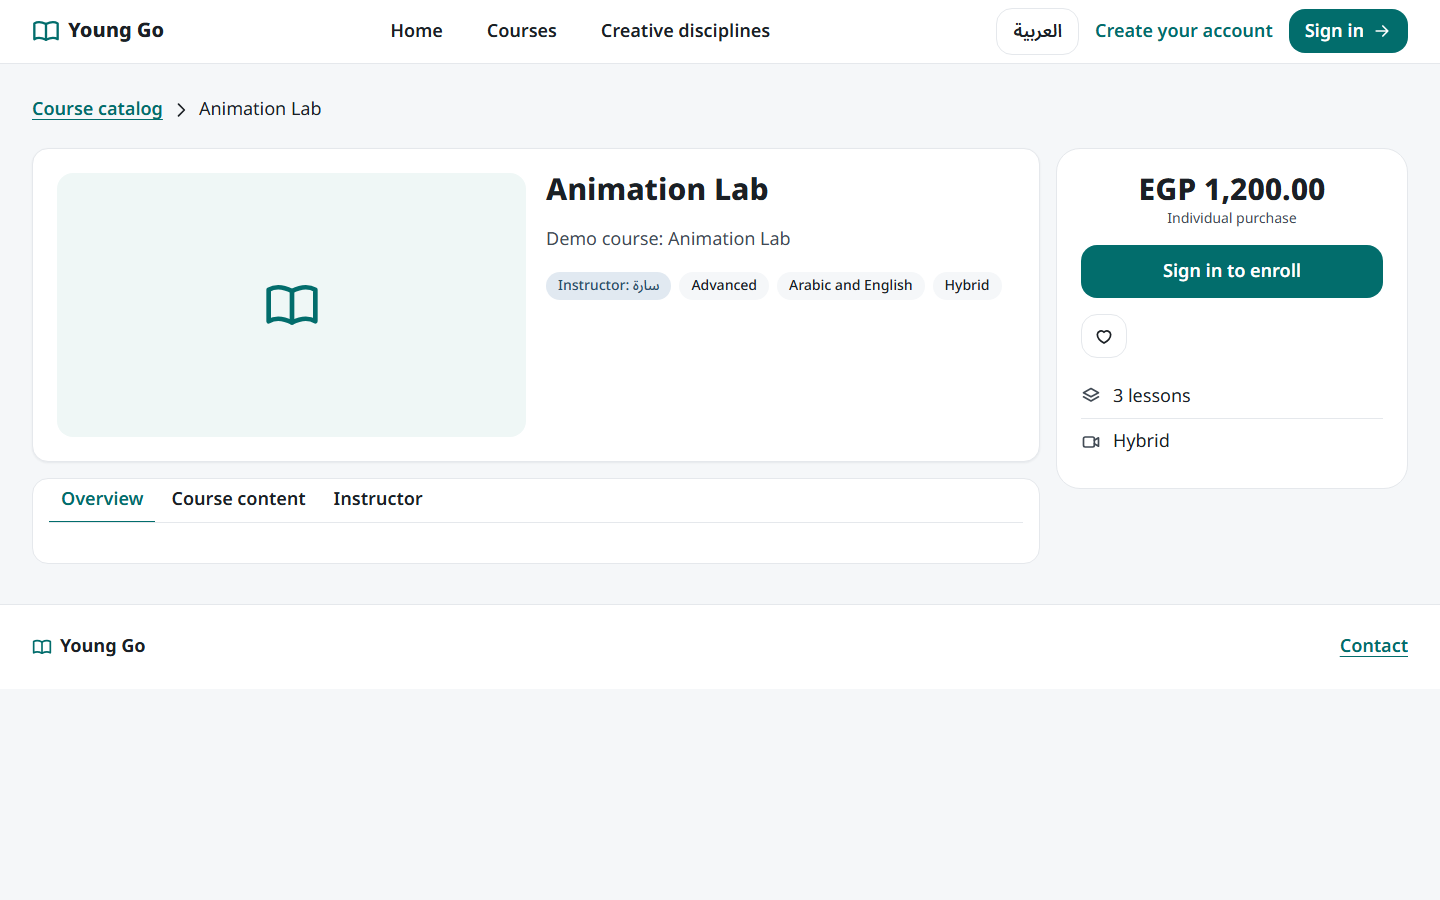 Young Go
Home
Courses
Creative disciplines
العربية
Create your account
Sign in
Course catalog
Animation Lab
Animation Lab
Demo course: Animation Lab
Instructor: سارة
Advanced
Arabic and English
Hybrid
EGP 1,200.00
Individual purchase
Sign in to enroll
3 lessons
Hybrid
Overview
Course content
Instructor
Young Go
Contact